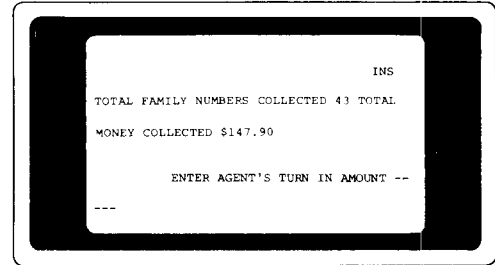 INS
TOTAL FAMILY NUMBERS COLLECTED 43 TOTAL
MONEY COLLECTED $147.90
ENTER AGENT'S TURN IN AMOUNT --
---